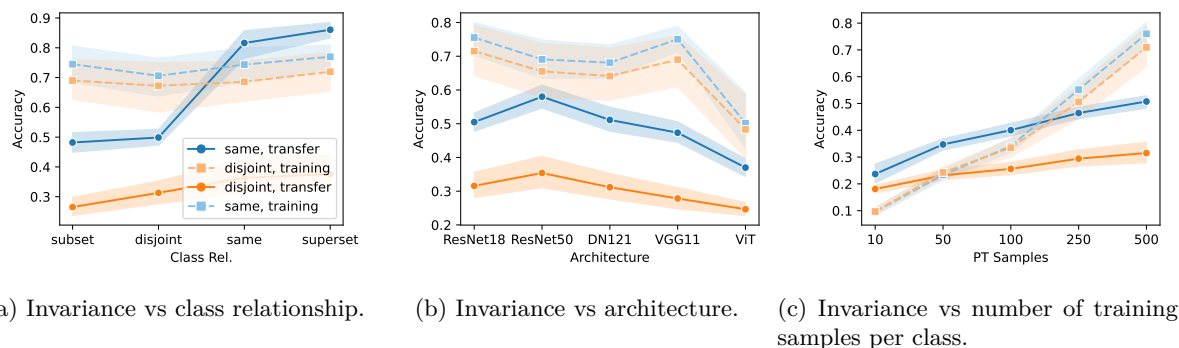 0.9
0.8
0.7
0.6
0.5
0.4
0.3
Accuracy
subset disjoint same superset
Class Rel.
same, transfer
disjoint, training
disjoint, transfer
same, training
0.8
0.7
0.6
0.5
0.4
0.3
0.2
Accuracy
ResNet18 ResNet50 DN121 VGG11 ViT
Architecture
0.8
0.7
0.6
0.5
0.4
0.3
0.2
0.1
Accuracy
10 50 100 250 500
PT Samples
a) Invariance vs class relationship.
(b) Invariance vs architecture.
(c) Invariance vs number of training
samples per class.